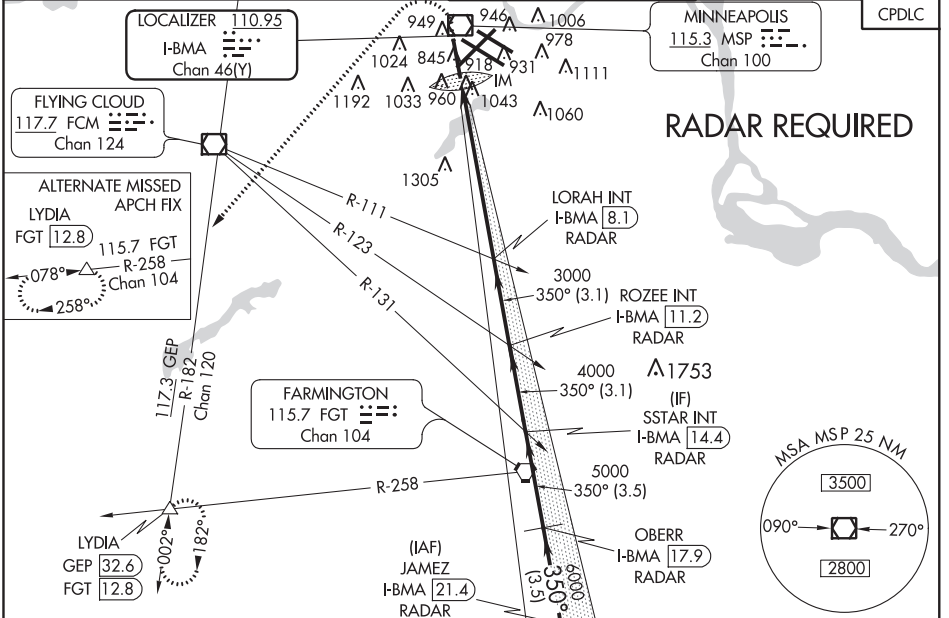 LOCALIZER 110.95
I-BMA
Chan 46(Y)
949
946
1006
MINNEAPOLIS
115.3 MSP
Chan 100
CPDLC
1024
845
918
931
978
1111
IM
1192
1033
960
1043
1060
FLYING CLOUD
117.7 FCM
Chan 124
RADAR REQUIRED
1305
ALTERNATE MISSED
APCH FIX
LYDIA
FGT 12.8
115.7 FGT
R-258
Chan 104
078°
258°
R-111
R-123
R-131
LORAH INT
I-BMA 8.1
RADAR
3000
350° (3.1)
ROZEE INT
I-BMA 11.2
RADAR
4000
350° (3.1)
1753
(IF)
SSTAR INT
I-BMA 14.4
RADAR
117.3 GEP
R-182
Chan 120
FARMINGTON
115.7 FGT
Chan 104
R-258
5000
350° (3.5)
MSA MSP 25 NM
3500
090°
270°
2800
LYDIA
GEP 32.6
FGT 12.8
002°
182°
OBERR
I-BMA 17.9
RADAR
(IAF)
JAMEZ
I-BMA 21.4
RADAR
6000
350°
(3.5)